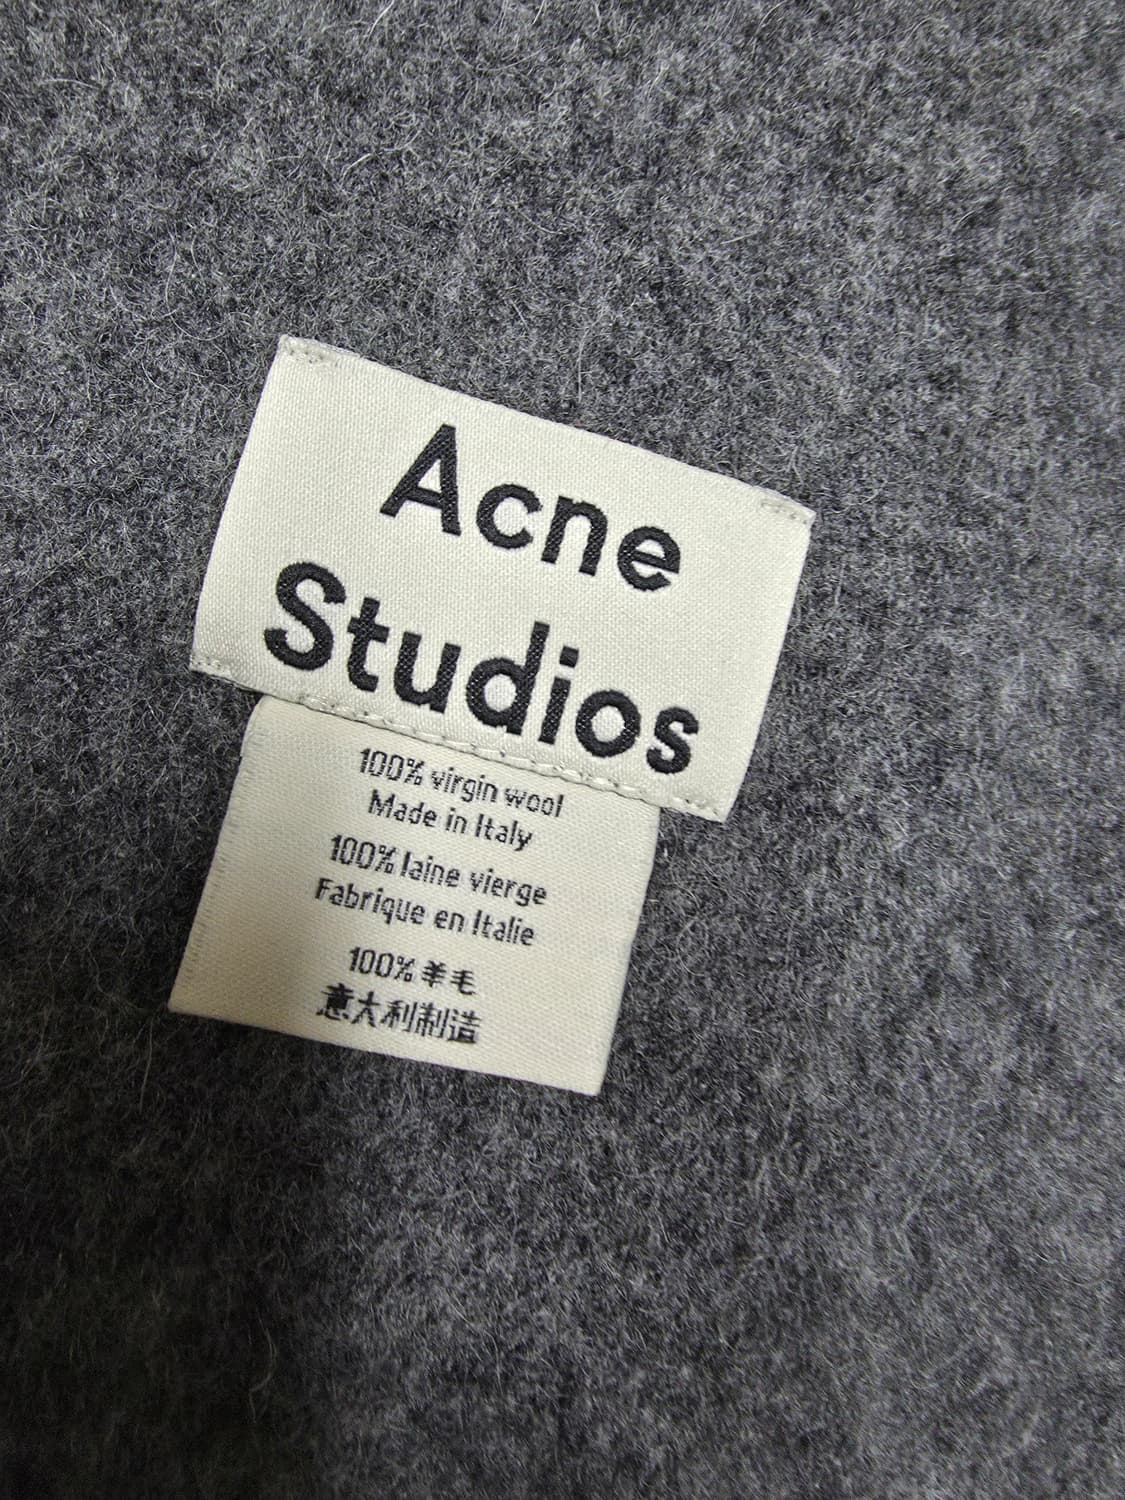 Acne
Studios
100% virgin wool
Made in Italy
100% laine vierge
Fabrique en Italie
100% 羊毛
意大利制造